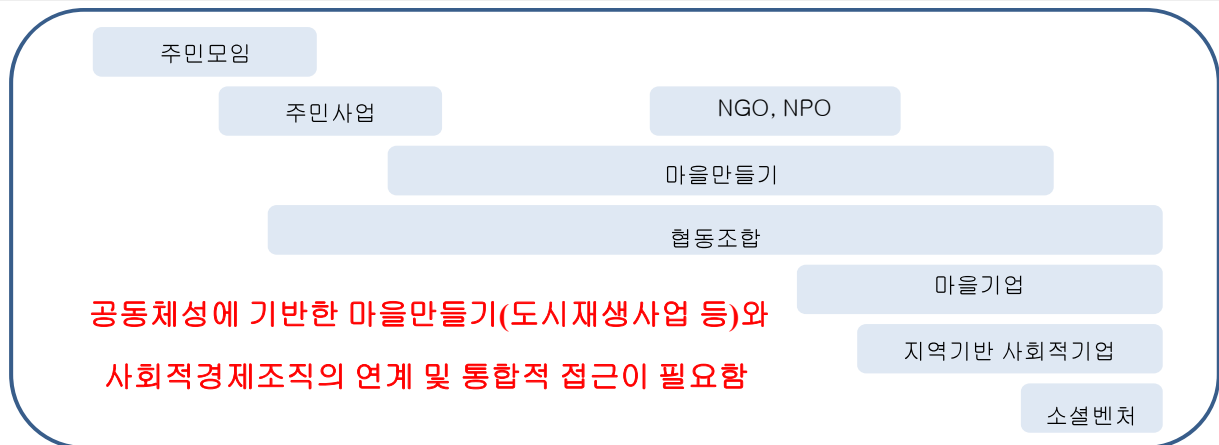 주민모임
주민사업
NGO, NPO
마을만들기
협동조합
마을기업
공동체성에 기반한 마을만들기(도시재생사업 등)와
지역기반 사회적기업
사회적경제조직의 연계 및 통합적 접근이 필요함
소셜벤처